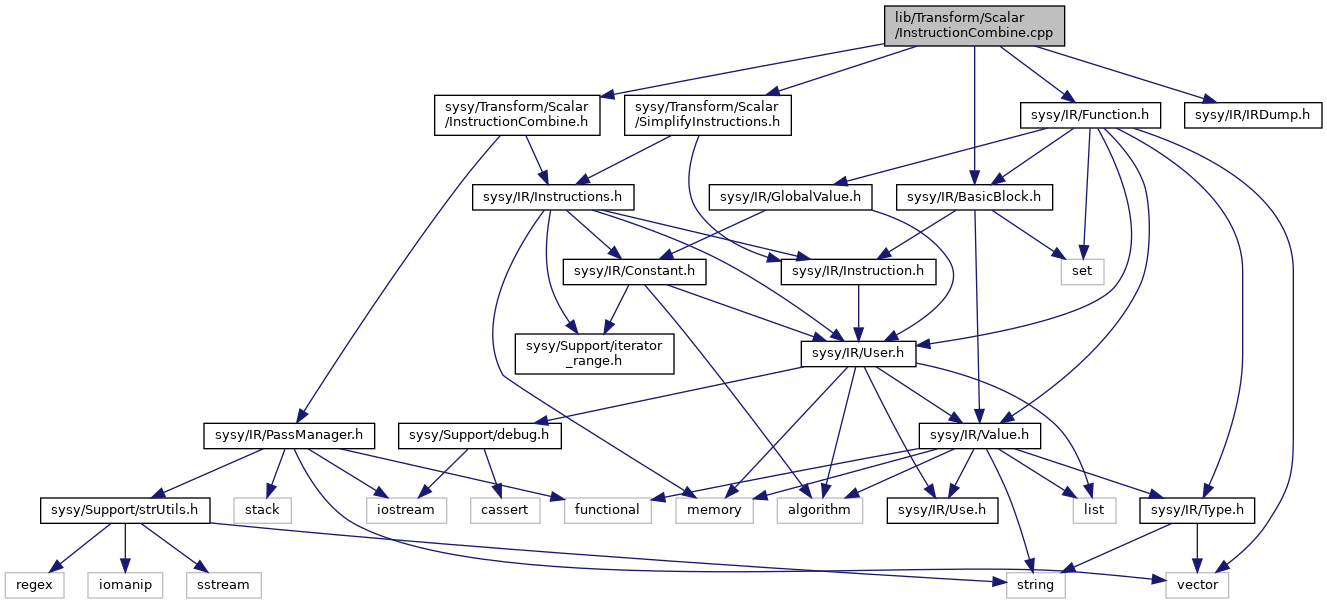 lib/Transform/Scalar
/InstructionCombine.cpp
sysy/Transform/Scalar
/InstructionCombine.h
sysy/Transform/Scalar
/SimplifyInstructions.h
sysy/IR/Function.h
sysy/IR/IRDump.h
sysy/IR/Instructions.h
sysy/IR/GlobalValue.h
sysy/IR/BasicBlock.h
sysy/IR/Constant.h
sysy/IR/Instruction.h
set
sysy/Support/iterator
_range.h
sysy/IR/User.h
sysy/IR/PassManager.h
sysy/Support/debug.h
sysy/IR/Value.h
sysy/Support/strUtils.h
stack
iostream
cassert
functional
memory
algorithm
sysy/IR/Use.h
list
sysy/IR/Type.h
regex
iomanip
sstream
string
vector